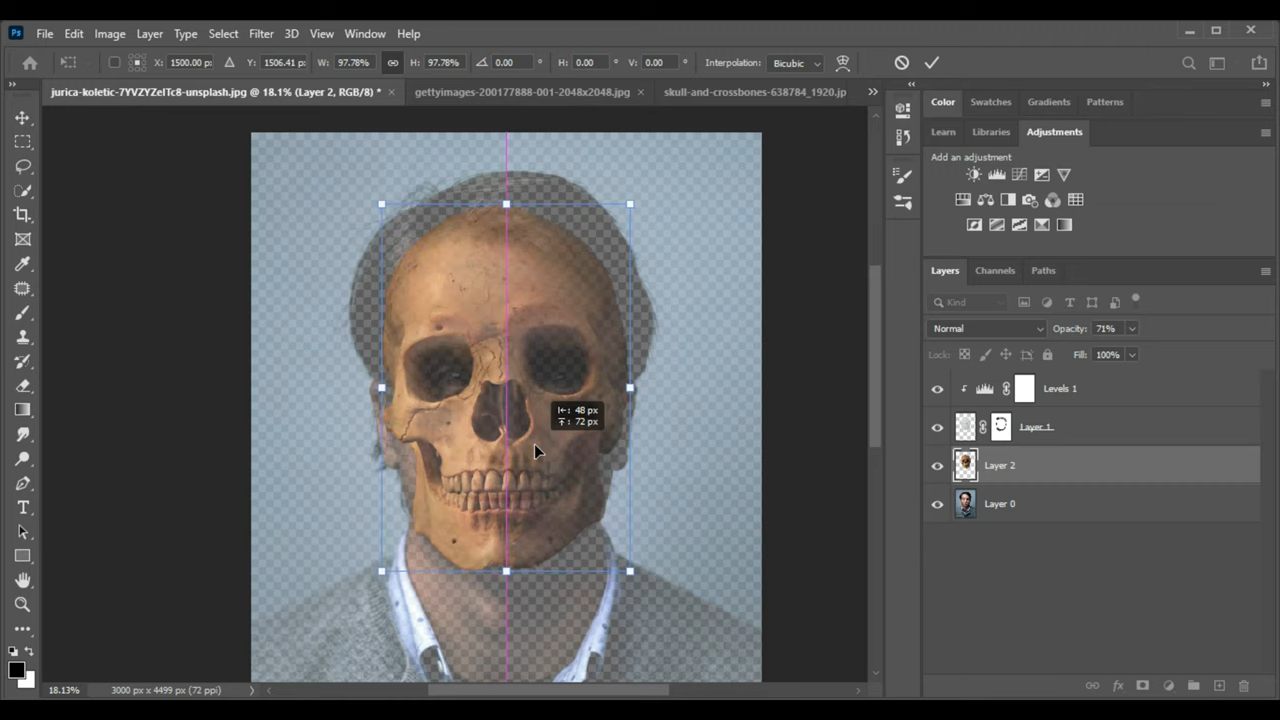 Ps File Edit Image Layer Type Select Filter 3D View Window Help
X: 1500.00 p: Y: 1506.41 p: W: 97.78% H: 97.78% 0.00 ° H: 0.00 ° V: 0.00 ° Interpolation: Bicubic
jurica-koletic-7YVZYZeITc8-unsplash.jpg @ 18.1% (Layer 2, RGB/8) * × gettyimages-200177888-001-2048x2048.jpg × skull-and-crossbones-638784_1920.jp
Color Swatches Gradients Patterns
Learn Libraries Adjustments
Add an adjustment
Layers Channels Paths
Kind
Normal Opacity: 71%
Lock: Fill: 100%
Levels 1
Layer 1
Layer 2
Layer 0
48 px
72 px
18.13% 3000 px x 4499 px (72 ppi)